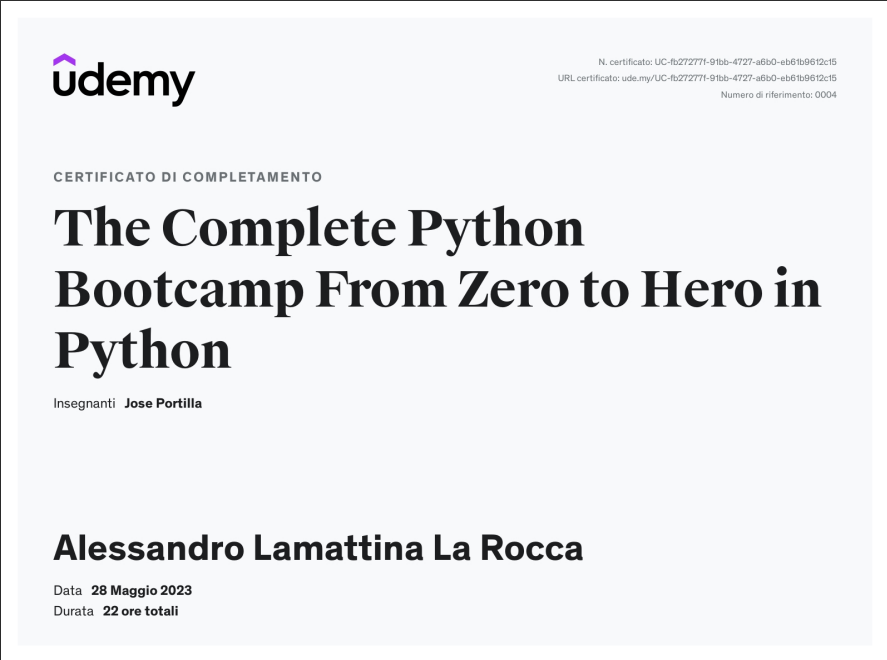 udemy
N. certificato: UC-fb27277f-91bb-4727-a6b0-eb61b9612c15
URL certificato: ude.my/UC-fb27277f-91bb-4727-a6b0-eb61b9612c15
Numero di riferimento: 0004
CERTIFICATO DI COMPLETAMENTO
The Complete Python
Bootcamp From Zero to Hero in
Python
Insegnanti Jose Portilla
Alessandro Lamattina La Rocca
Data 28 Maggio 2023
Durata 22 ore totali